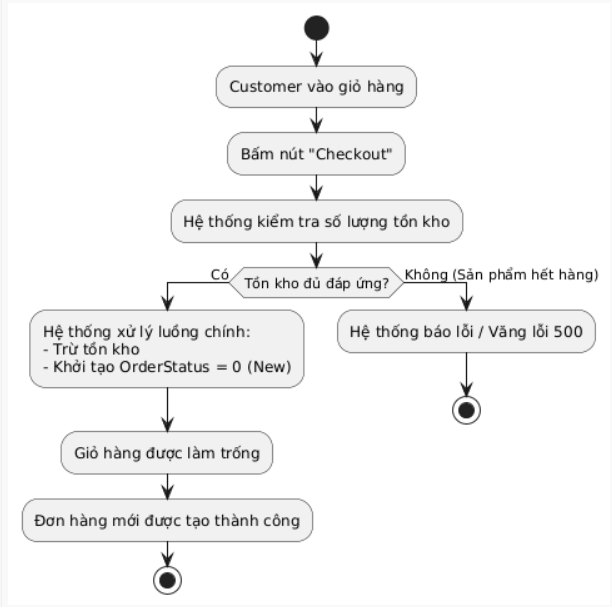 Customer vào giỏ hàng
Bấm nút "Checkout"
Hệ thống kiểm tra số lượng tồn kho
Tồn kho đủ đáp ứng?
Có
Không (Sản phẩm hết hàng)
Hệ thống xử lý luồng chính:
- Trừ tồn kho
- Khởi tạo OrderStatus = 0 (New)
Hệ thống báo lỗi / Văng lỗi 500
Giỏ hàng được làm trống
Đơn hàng mới được tạo thành công